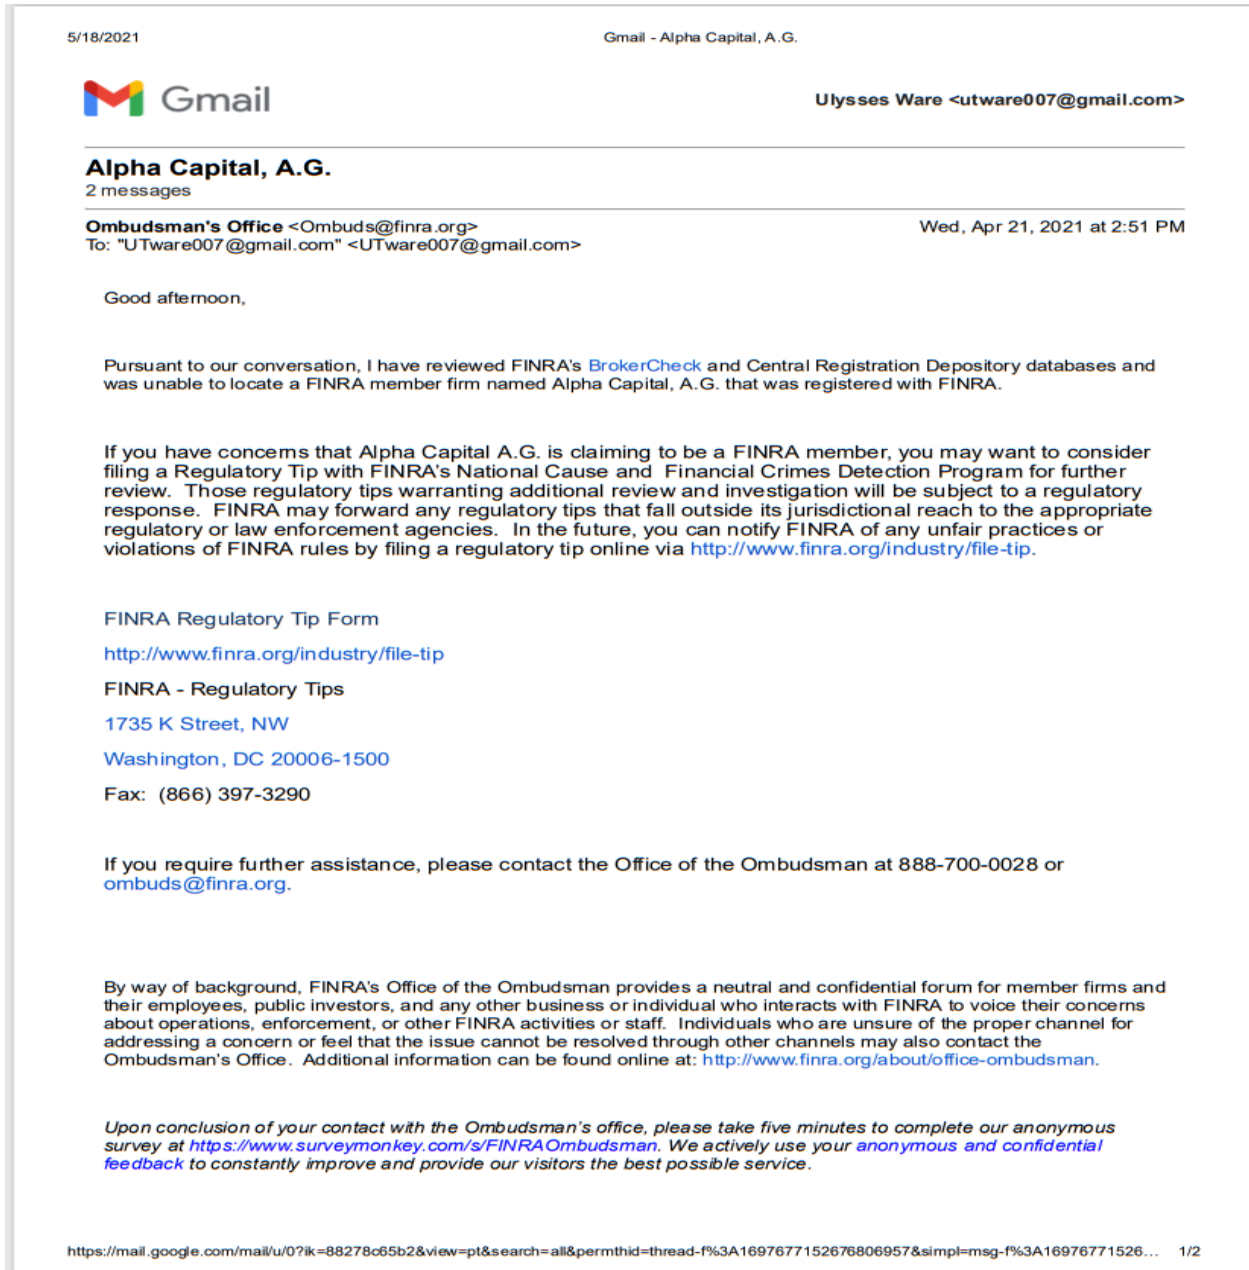 5/18/2021 Gmail - Alpha Capital, A.G.
Gmail Ulysses Ware <utware007@gmail.com>
Alpha Capital, A.G.
2 messages
Ombudsman's Office <Ombuds@finra.org> Wed, Apr 21, 2021 at 2:51 PM
To: "UTware007@gmail.com" <UTware007@gmail.com>
Good afternoon,
Pursuant to our conversation, I have reviewed FINRA's BrokerCheck and Central Registration Depository databases and
was unable to locate a FINRA member firm named Alpha Capital, A.G. that was registered with FINRA.
If you have concerns that Alpha Capital A.G. is claiming to be a FINRA member, you may want to consider
filing a Regulatory Tip with FINRA's National Cause and Financial Crimes Detection Program for further
review. Those regulatory tips warranting additional review and investigation will be subject to a regulatory
response. FINRA may forward any regulatory tips that fall outside its jurisdictional reach to the appropriate
regulatory or law enforcement agencies. In the future, you can notify FINRA of any unfair practices or
violations of FINRA rules by filing a regulatory tip online via http://www.finra.org/industry/file-tip.
FINRA Regulatory Tip Form
http://www.finra.org/industry/file-tip
FINRA - Regulatory Tips
1735 K Street, NW
Washington, DC 20006-1500
Fax: (866) 397-3290
If you require further assistance, please contact the Office of the Ombudsman at 888-700-0028 or
ombuds@finra.org.
By way of background, FINRA's Office of the Ombudsman provides a neutral and confidential forum for member firms and
their employees, public investors, and any other business or individual who interacts with FINRA to voice their concerns
about operations, enforcement, or other FINRA activities or staff. Individuals who are unsure of the proper channel for
addressing a concern or feel that the issue cannot be resolved through other channels may also contact the
Ombudsman's Office. Additional information can be found online at: http://www.finra.org/about/office-ombudsman.
Upon conclusion of your contact with the Ombudsman's office, please take five minutes to complete our anonymous
survey at https://www.surveymonkey.com/s/FINRAOmbudsman. We actively use your anonymous and confidential
feedback to constantly improve and provide our visitors the best possible service.
https://mail.google.com/mail/u/0?ik=88278c65b2&view=pt&search=all&permthid=thread-f%3A1697677152676806957&simpl=msg-f%3A16976771526... 1/2